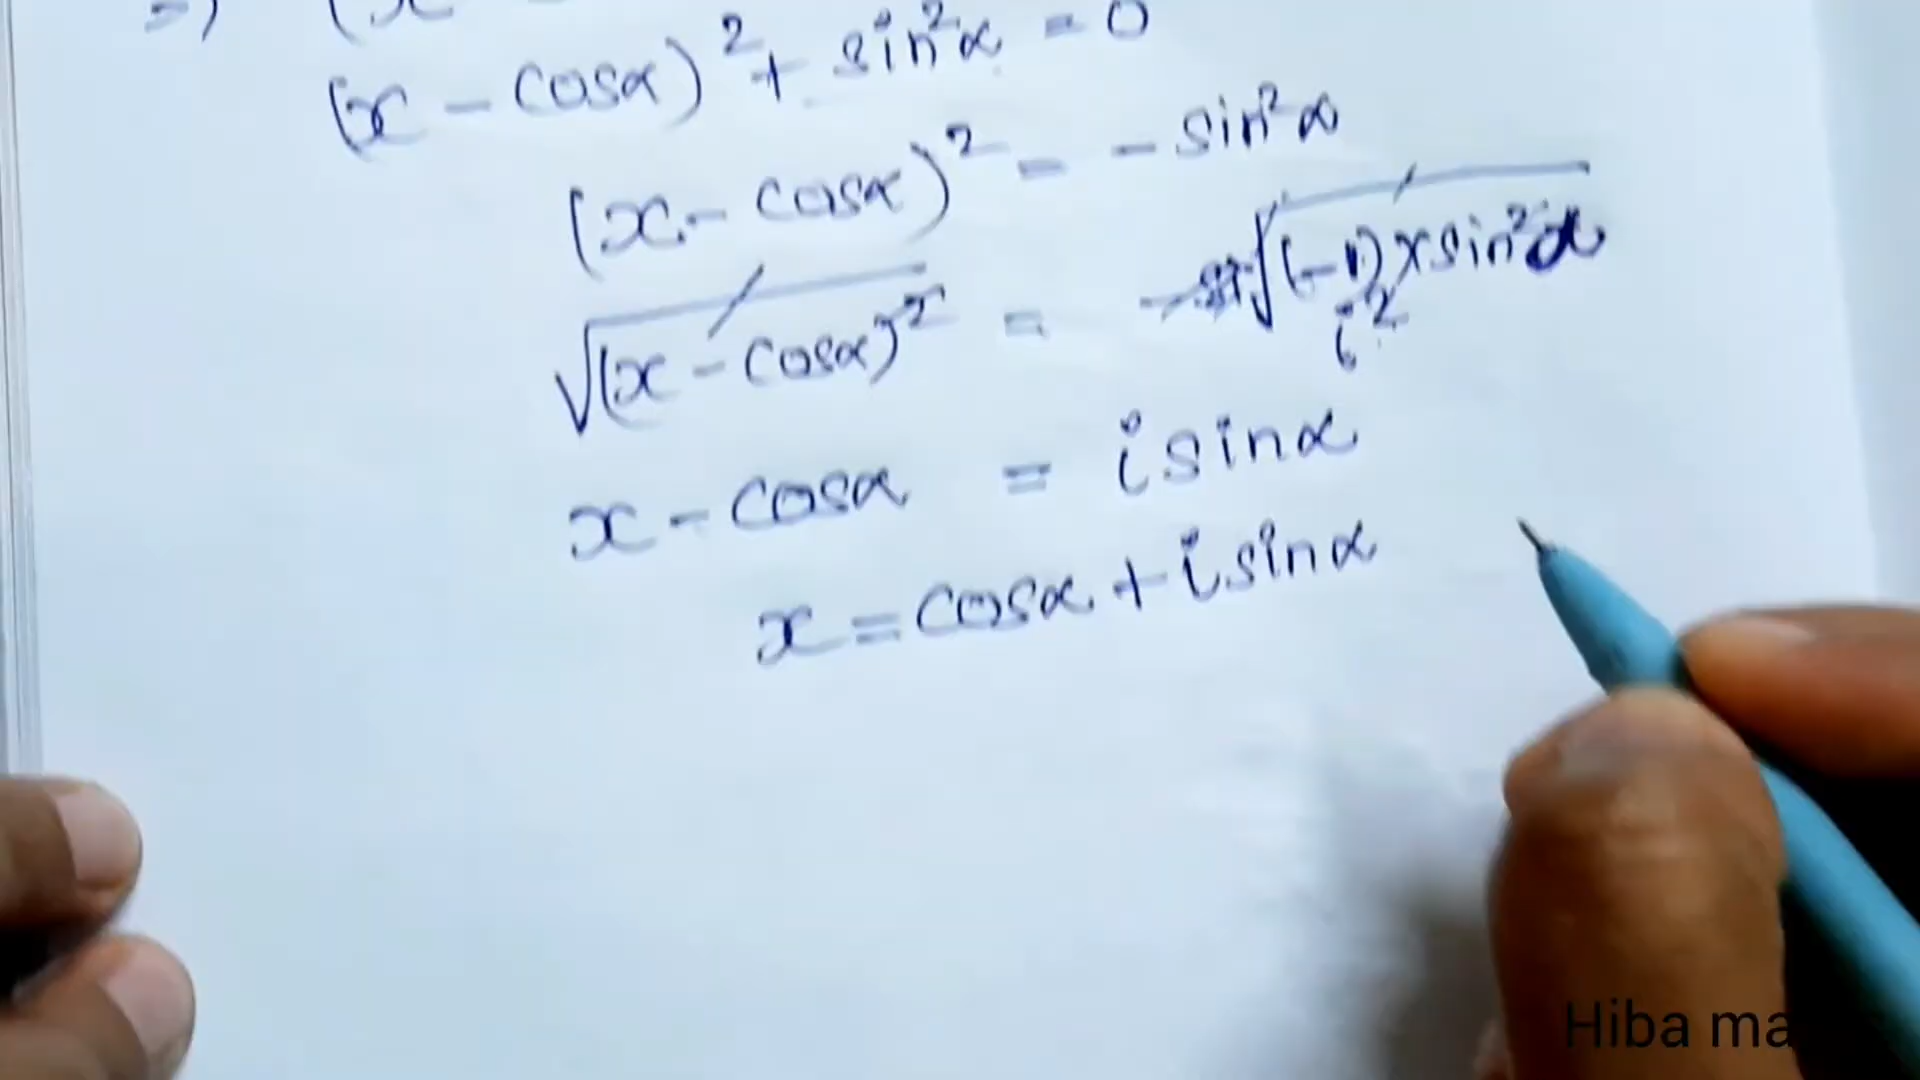 => (x
(x - cosα)² + sin²α = 0
(x - cosα)² = - sin²α
√(x - cosα)² = √(-1) x sin²α
i²
x - cosα = i sinα
x = cosα + i sinα
Hiba ma